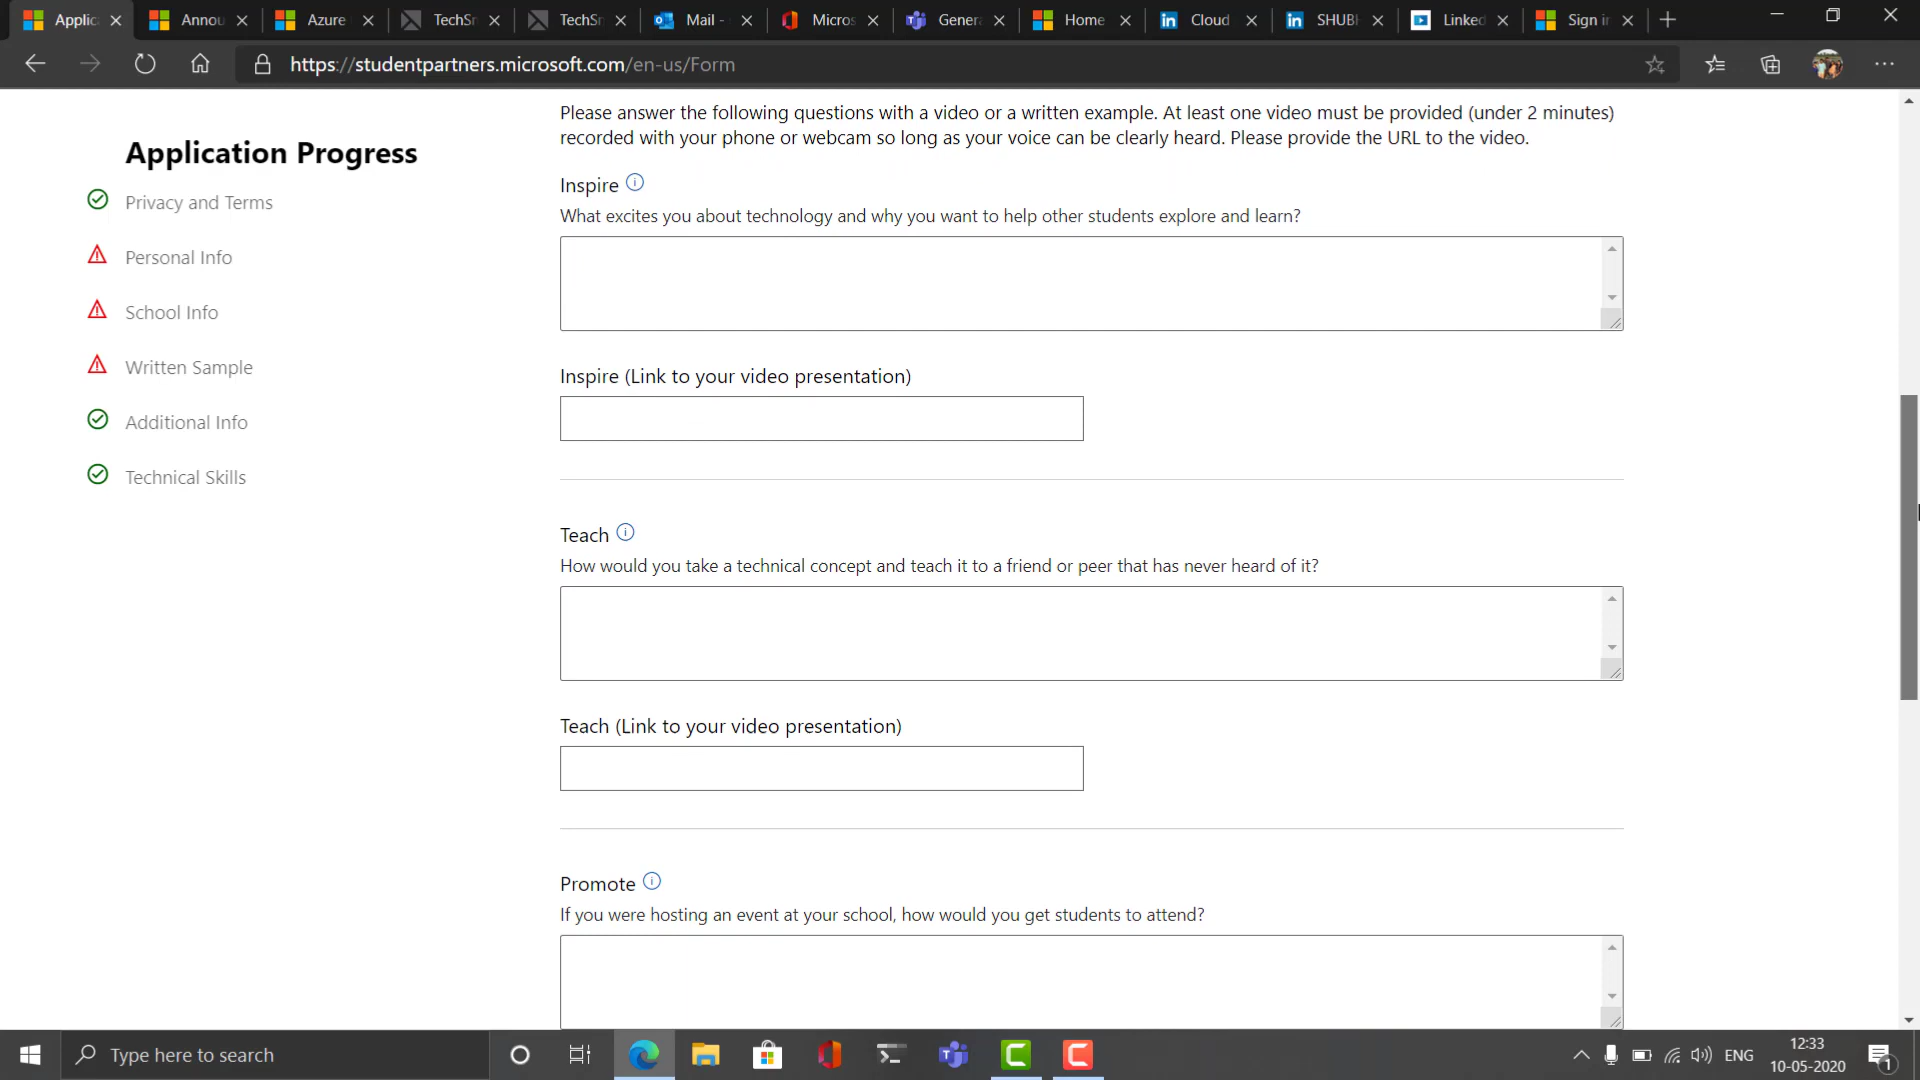 Applic
Annou
Azure
TechSr
TechSr
Mail -
Micros
Genera
Home
Cloud
SHUBH
Linked
Sign in
https://studentpartners.microsoft.com/en-us/Form
Please answer the following questions with a video or a written example. At least one video must be provided (under 2 minutes)
recorded with your phone or webcam so long as your voice can be clearly heard. Please provide the URL to the video.
Application Progress
Privacy and Terms
Personal Info
School Info
Written Sample
Additional Info
Technical Skills
Inspire
What excites you about technology and why you want to help other students explore and learn?
Inspire (Link to your video presentation)
Teach
How would you take a technical concept and teach it to a friend or peer that has never heard of it?
Teach (Link to your video presentation)
Promote
If you were hosting an event at your school, how would you get students to attend?
Type here to search
ENG
12:33
10-05-2020
1